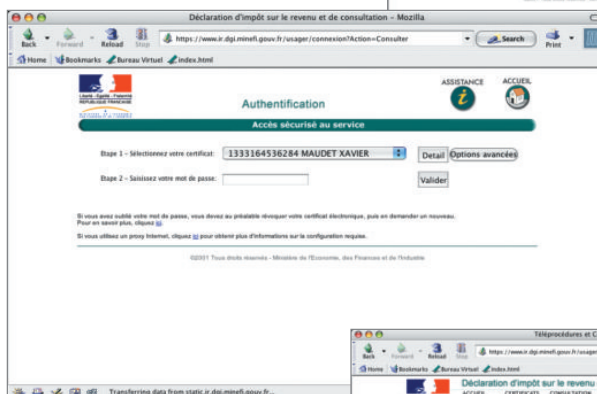 Déclaration d'impôt sur le revenu et de consultation – Mozilla
Back Forward Reload Stop https://www.ir.dgi.minefi.gouv.fr/usager/connexion?Action=Consulter Search Print
Home Bookmarks Bureau Virtuel index.html
Liberté · Égalité · Fraternité
RÉPUBLIQUE FRANÇAISE
Authentification
ASSISTANCE ACCUEIL
Accès sécurisé au service
Etape 1 – Sélectionnez votre certificat: 1333164536284 MAUDET XAVIER Detail Options avancées
Etape 2 – Saisissez votre mot de passe: Valider
Si vous avez oublié votre mot de passe, vous devez au préalable révoquer votre certificat électronique, puis en demander un nouveau.
Pour en savoir plus, cliquez ici.
Si vous utilisez un proxy Internet, cliquez ici pour obtenir plus d'informations sur la configuration requise.
©2001 Tous droits réservés - Ministère de l'Economie, des Finances et de l'Industrie
Transferring data from static.ir.dgi.minefi.gouv.fr...
Téléprocédures et C
Back Forward Reload Stop https://www.ir.dgi.minefi.gouv.fr/usager
Home Bookmarks Bureau Virtuel index.html
Déclaration d'impôt sur le revenu
ACCUEIL CERTIFICATS CONSULTATION